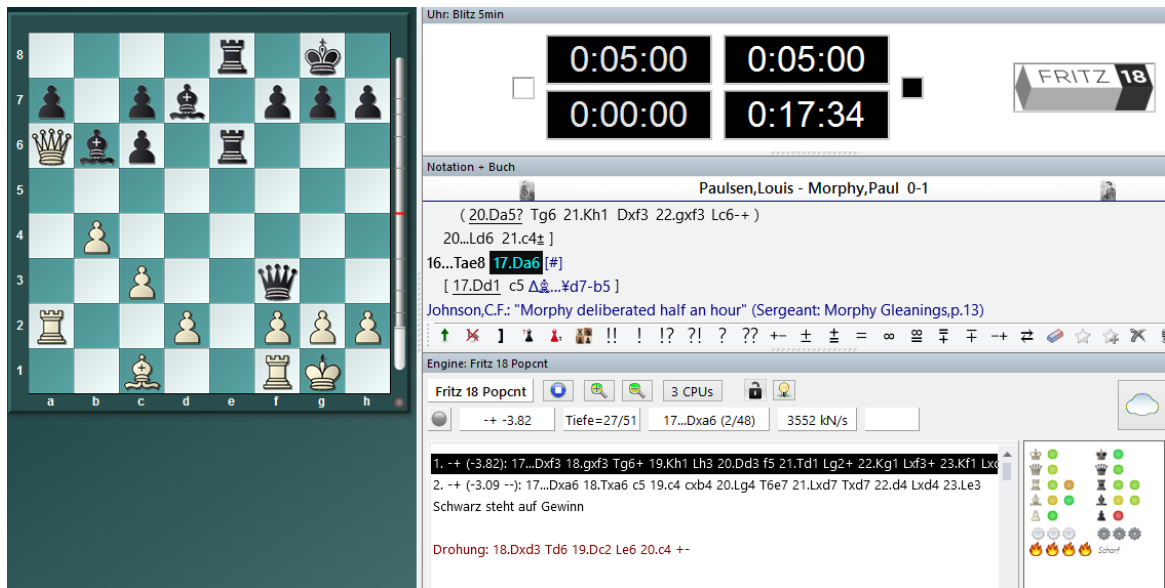 8
7
6
5
4
3
2
1
a b c d e f g h
Uhr: Blitz 5min
0:05:00 0:05:00
0:00:00 0:17:34
FRITZ 18
Notation + Buch
Paulsen,Louis - Morphy,Paul 0-1
( 20.Da5? Tg6 21.Kh1 Dxf3 22.gxf3 Lc6-+ )
20...Ld6 21.c4± ]
16...Tae8 17.Da6 [#]
[ 17.Dd1 c5 Δ♗...¥d7-b5 ]
Johnson,C.F.: "Morphy deliberated half an hour" (Sergeant: Morphy Gleanings,p.13)
] !! ! !? ?! ? ?? +- ± ⩲ = ∞ ⩱ ∓ -+ ⇄
Engine: Fritz 18 Popcnt
Fritz 18 Popcnt 3 CPUs
-+ -3.82 Tiefe=27/51 17...Dxa6 (2/48) 3552 kN/s
1. -+ (-3.82): 17...Dxf3 18.gxf3 Tg6+ 19.Kh1 Lh3 20.Dd3 f5 21.Td1 Lg2+ 22.Kg1 Lxf3+ 23.Kf1 Lxd
2. -+ (-3.09 --): 17...Dxa6 18.Txa6 c5 19.c4 cxb4 20.Lg4 T6e7 21.Lxd7 Txd7 22.d4 Lxd4 23.Le3
Schwarz steht auf Gewinn
Drohung: 18.Dxd3 Td6 19.Dc2 Le6 20.c4 +-
Scharf